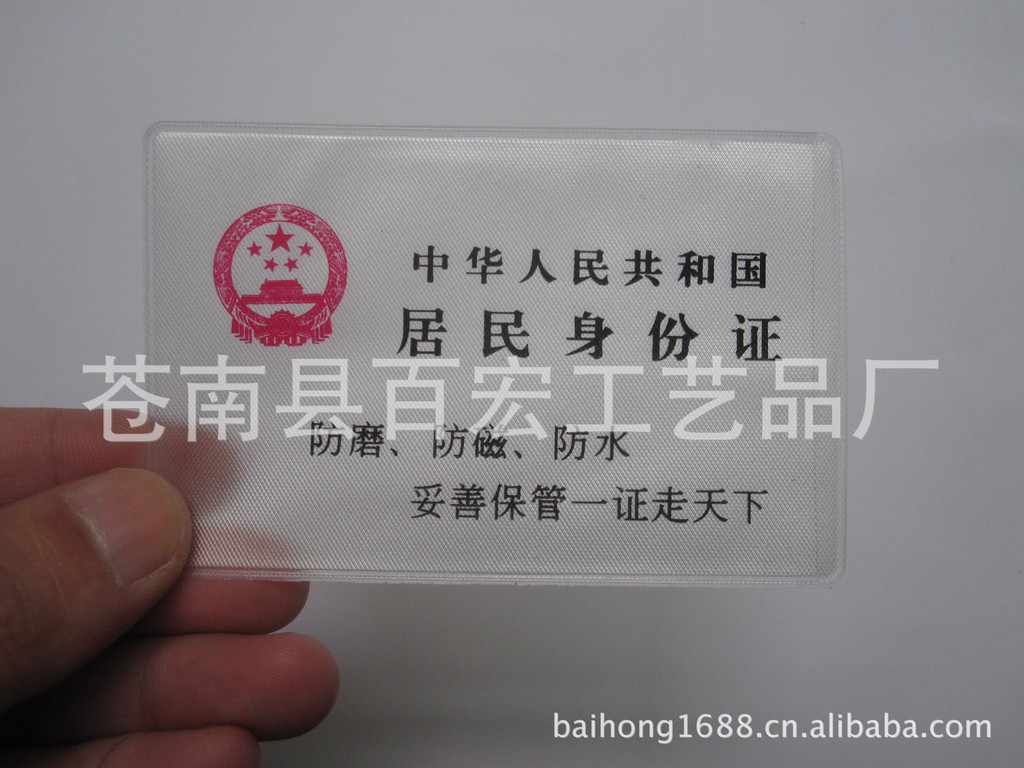 中华人民共和国
居民身份证
苍南县百宏工艺品厂
防磨、防磁、防水
妥善保管一证走天下
baihong1688.cn.alibaba.com